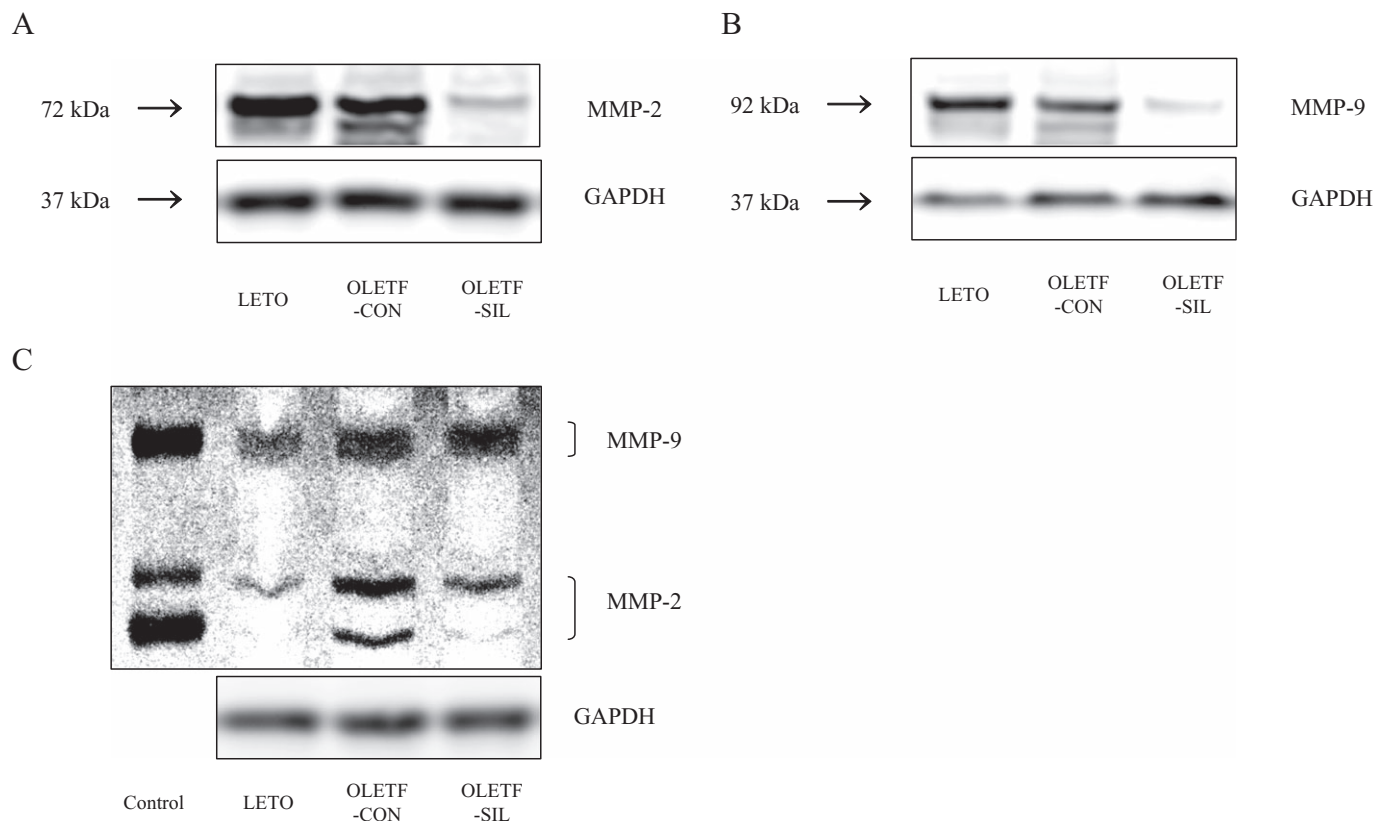 A
72 kDa
MMP-2
37 kDa
GAPDH
LETO
OLETF
-CON
OLETF
-SIL
B
92 kDa
MMP-9
37 kDa
GAPDH
LETO
OLETF
-CON
OLETF
-SIL
C
MMP-9
MMP-2
GAPDH
Control
LETO
OLETF
-CON
OLETF
-SIL